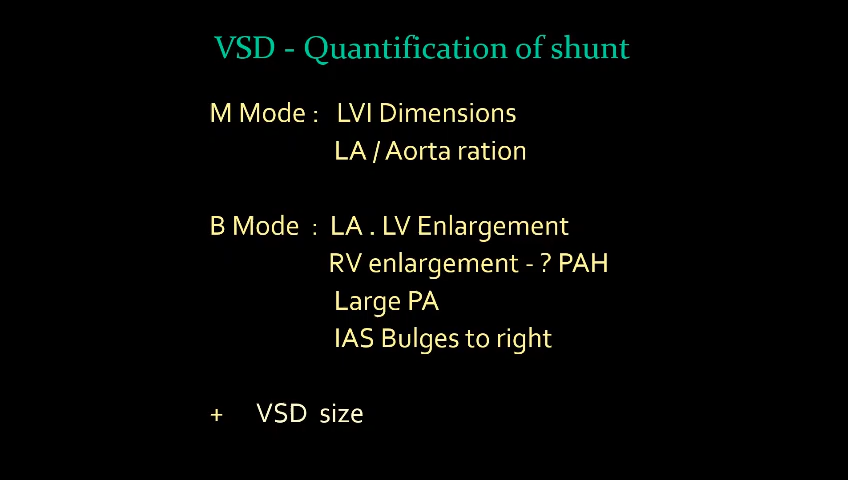 VSD - Quantification of shunt
M Mode : LVI Dimensions
LA / Aorta ration
B Mode : LA . LV Enlargement
RV enlargement - ? PAH
Large PA
IAS Bulges to right
+ VSD size